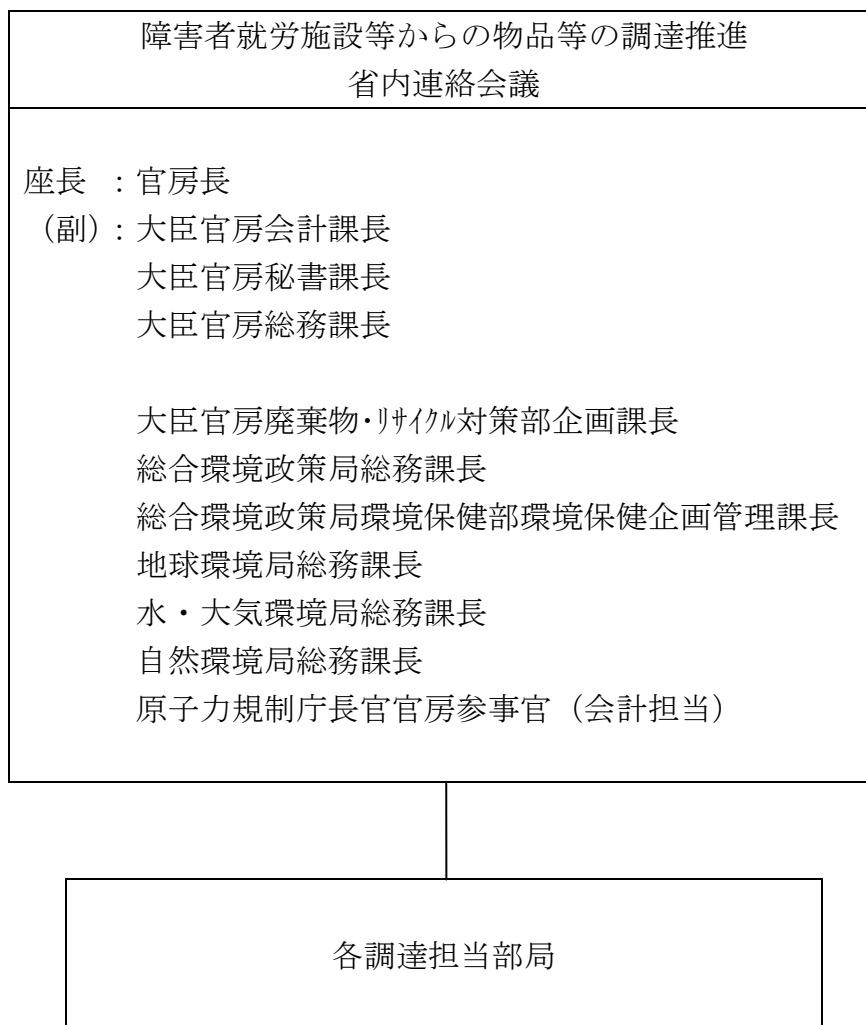 障害者就労施設等からの物品等の調達推進
省内連絡会議
座長 ：官房長
（副）：大臣官房会計課長
大臣官房秘書課長
大臣官房総務課長
大臣官房廃棄物･ﾘｻｲｸﾙ対策部企画課長
総合環境政策局総務課長
総合環境政策局環境保健部環境保健企画管理課長
地球環境局総務課長
水・大気環境局総務課長
自然環境局総務課長
原子力規制庁長官官房参事官（会計担当）
各調達担当部局